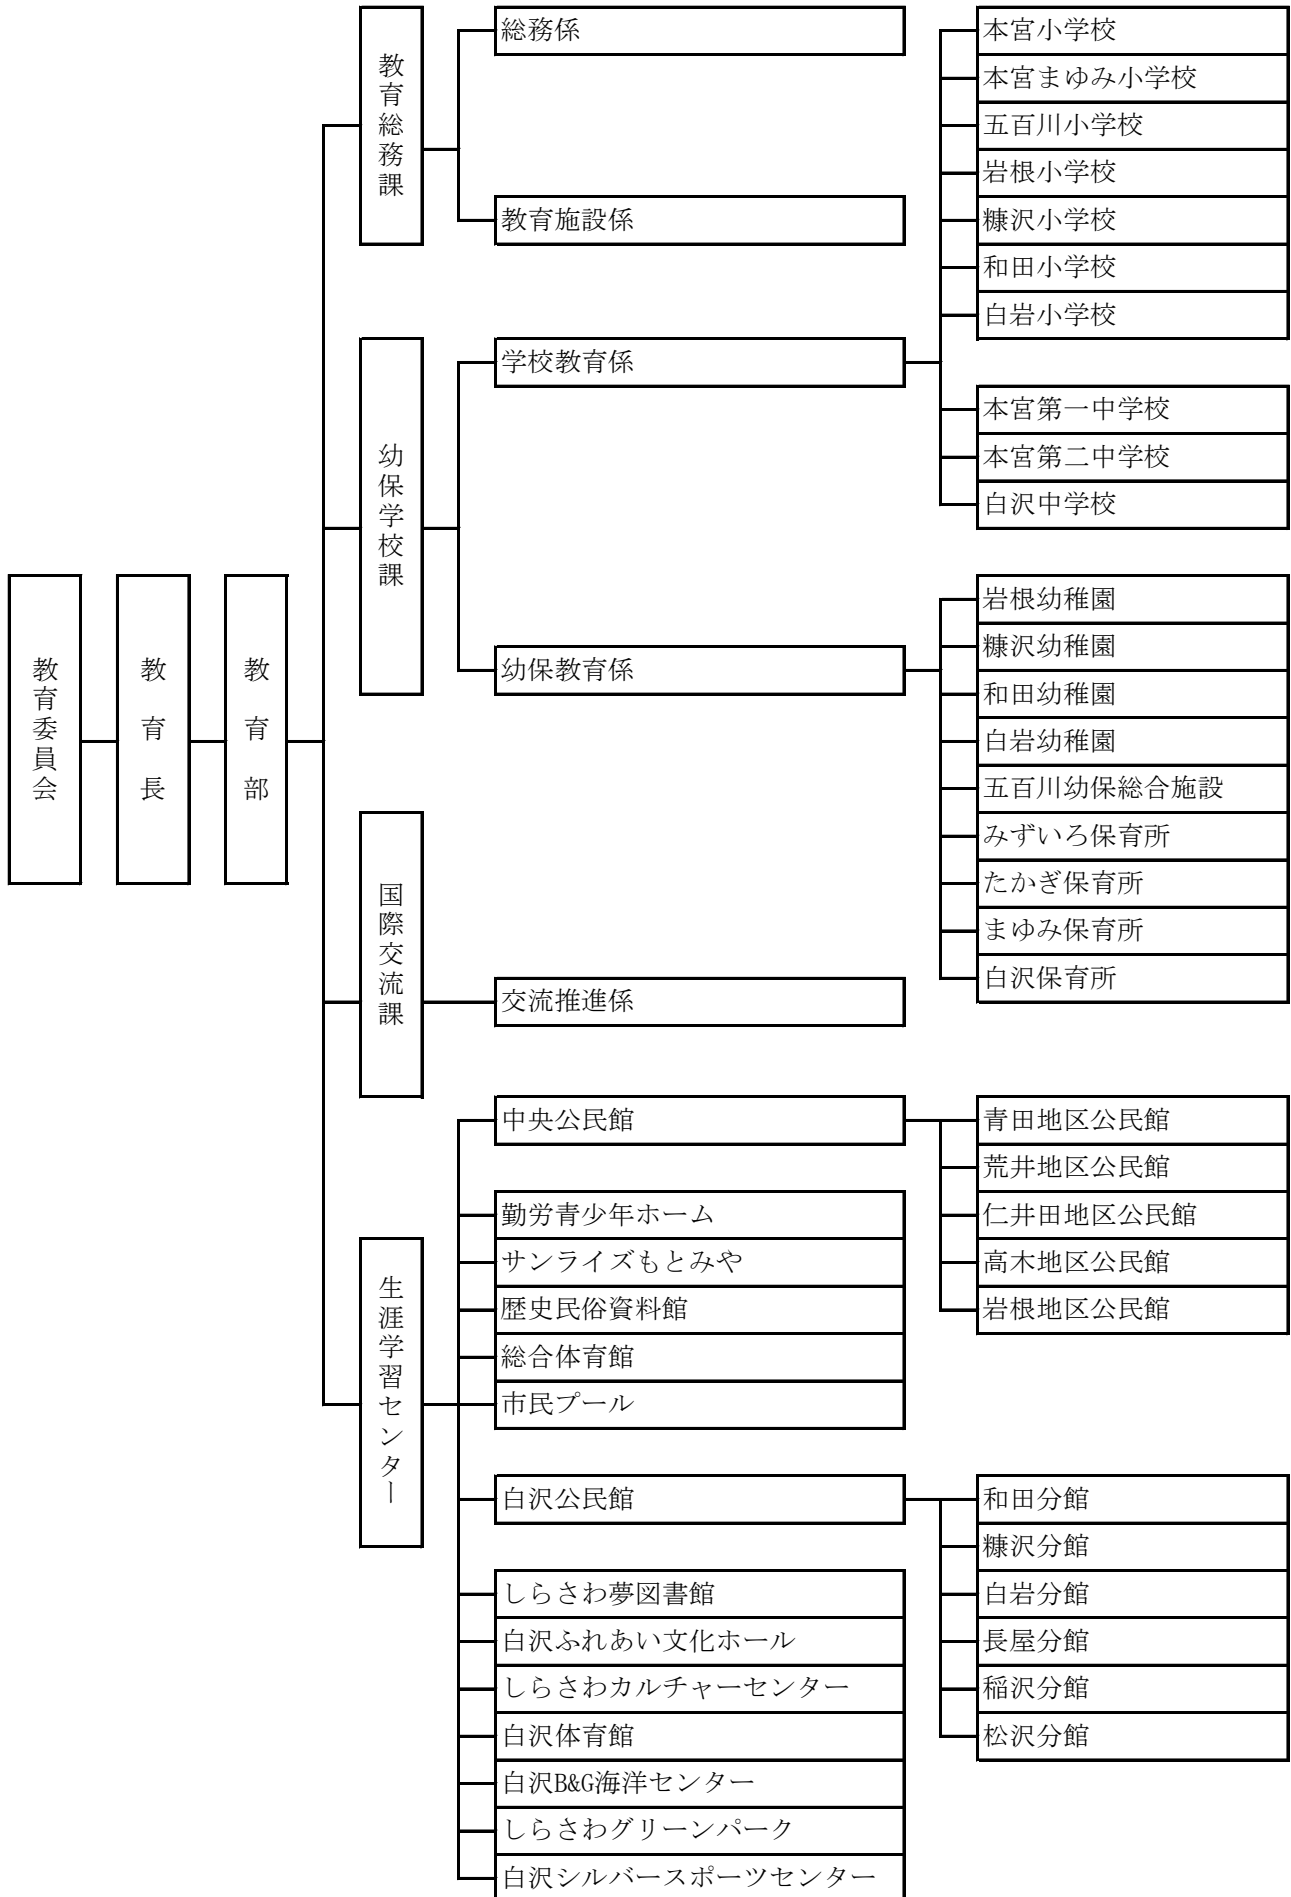 教育委員会
教育長
教育部
教育総務課
総務係
教育施設係
幼保学校課
学校教育係
本宮小学校
本宮まゆみ小学校
五百川小学校
岩根小学校
糠沢小学校
和田小学校
白岩小学校
本宮第一中学校
本宮第二中学校
白沢中学校
幼保教育係
岩根幼稚園
糠沢幼稚園
和田幼稚園
白岩幼稚園
五百川幼保総合施設
みずいろ保育所
たかぎ保育所
まゆみ保育所
白沢保育所
国際交流課
交流推進係
生涯学習センター
中央公民館
青田地区公民館
荒井地区公民館
仁井田地区公民館
高木地区公民館
岩根地区公民館
勤労青少年ホーム
サンライズもとみや
歴史民俗資料館
総合体育館
市民プール
白沢公民館
和田分館
糠沢分館
白岩分館
長屋分館
稲沢分館
松沢分館
しらさわ夢図書館
白沢ふれあい文化ホール
しらさわカルチャーセンター
白沢体育館
白沢B&G海洋センター
しらさわグリーンパーク
白沢シルバースポーツセンター